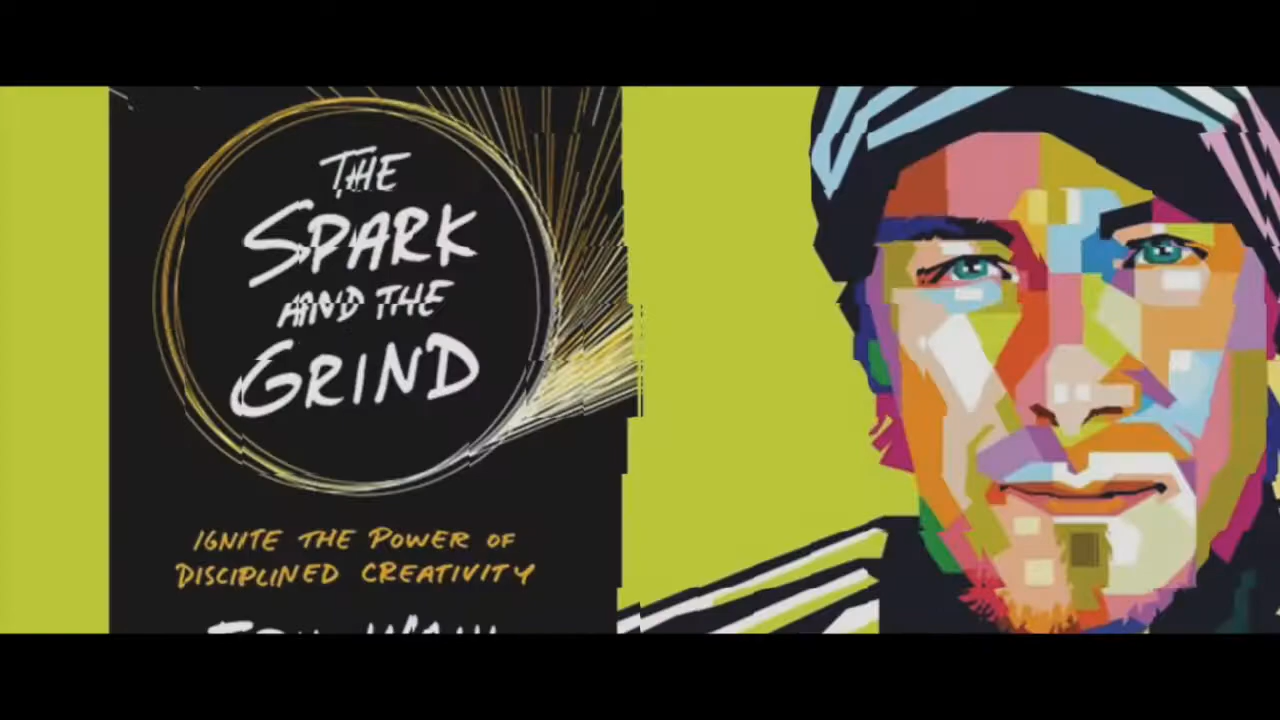 THE
SPARK
AND THE
GRIND
IGNITE THE POWER OF
DISCIPLINED CREATIVITY